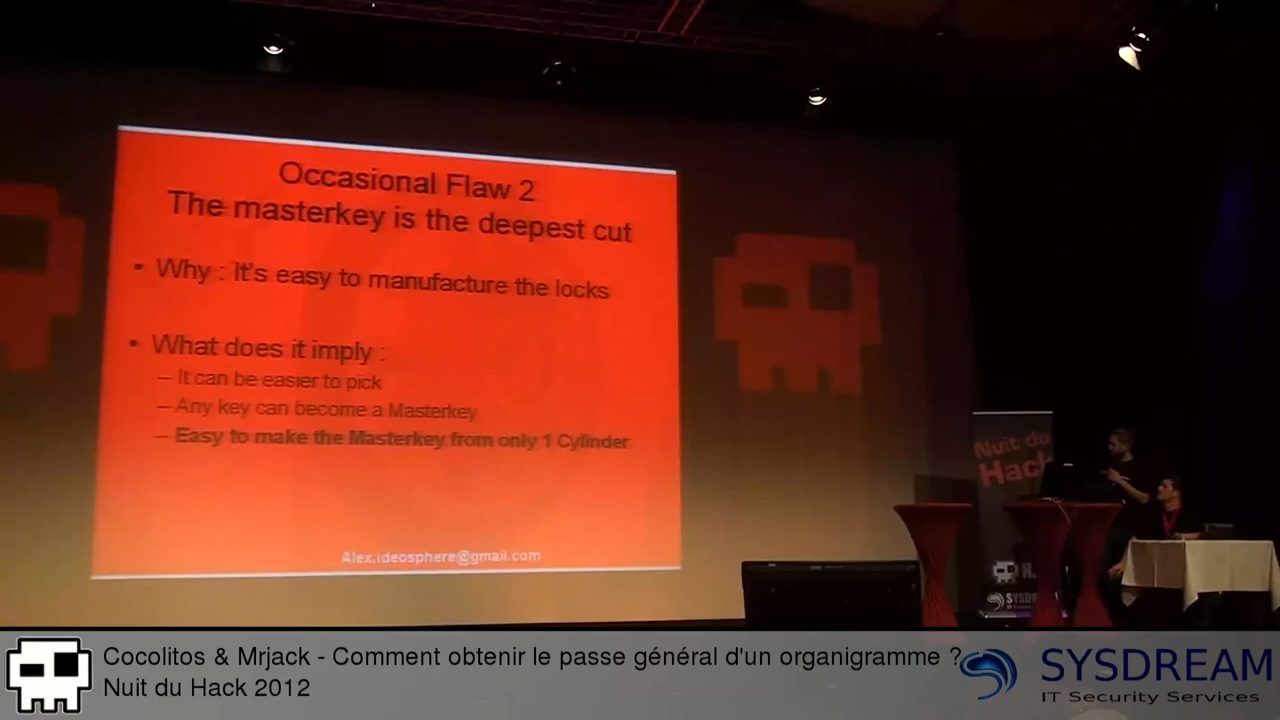 Occasional Flaw 2
The masterkey is the deepest cut
• Why : It's easy to manufacture the locks
• What does it imply :
– It can be easier to pick
– Any key can become a Masterkey
– Easy to make the Masterkey from only 1 Cylinder
Alex.ideosphere@gmail.com
Nuit du
Hack
H
SYSD
Cocolitos & Mrjack - Comment obtenir le passe général d'un organigramme ?
Nuit du Hack 2012
SYSDREAM
IT Security Services